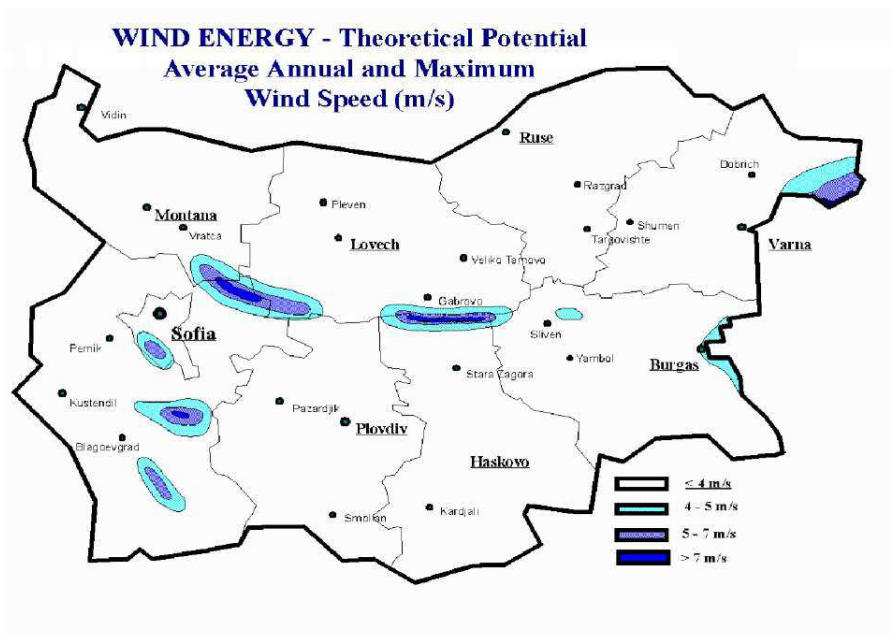 WIND ENERGY - Theoretical Potential
Average Annual and Maximum
Wind Speed (m/s)
Vidin
Ruse
Dobrich
Razgrad
Montana
Pleven
Shumen
Vratca
Lovech
Targovishte
Varna
Veliko Tarnovo
Gabrovo
Sofia
Sliven
Pernik
Yambol
Burgas
Stara Zagora
Kustendil
Pazardjik
Plovdiv
Blagoevgrad
Haskovo
Smolian
Kardjali
< 4 m/s
4 - 5 m/s
5 - 7 m/s
> 7 m/s